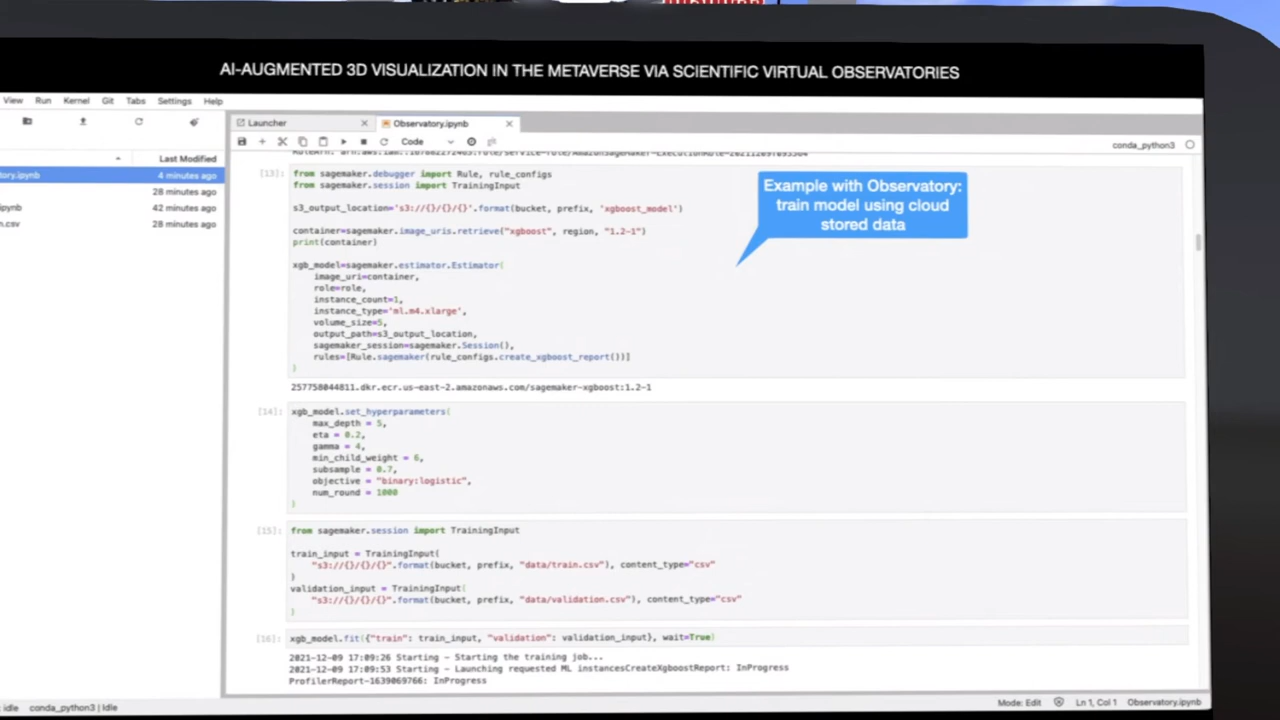 AI-AUGMENTED 3D VISUALIZATION IN THE METAVERSE VIA SCIENTIFIC VIRTUAL OBSERVATORIES
View Run Kernel Git Tabs Settings Help
Launcher Observatory.ipynb
Code conda_python3
Last Modified
tory.ipynb 4 minutes ago
28 minutes ago
ipynb 42 minutes ago
n.csv 28 minutes ago
Example with Observatory:
train model using cloud
stored data
[13]: from sagemaker.debugger import Rule, rule_configs
from sagemaker.session import TrainingInput
s3_output_location='s3://{}/{}/{}'.format(bucket, prefix, 'xgboost_model')
container=sagemaker.image_uris.retrieve("xgboost", region, "1.2-1")
print(container)
xgb_model=sagemaker.estimator.Estimator(
image_uri=container,
role=role,
instance_count=1,
instance_type='ml.m4.xlarge',
volume_size=5,
output_path=s3_output_location,
sagemaker_session=sagemaker.Session(),
rules=[Rule.sagemaker(rule_configs.create_xgboost_report())]
)
257758044811.dkr.ecr.us-east-2.amazonaws.com/sagemaker-xgboost:1.2-1
[14]: xgb_model.set_hyperparameters(
max_depth = 5,
eta = 0.2,
gamma = 4,
min_child_weight = 6,
subsample = 0.7,
objective = "binary:logistic",
num_round = 1000
)
[15]: from sagemaker.session import TrainingInput
train_input = TrainingInput(
"s3://{}/{}/{}".format(bucket, prefix, "data/train.csv"), content_type="csv"
)
validation_input = TrainingInput(
"s3://{}/{}/{}".format(bucket, prefix, "data/validation.csv"), content_type="csv"
)
[16]: xgb_model.fit({"train": train_input, "validation": validation_input}, wait=True)
2021-12-09 17:09:26 Starting - Starting the training job...
2021-12-09 17:09:53 Starting - Launching requested ML instancesCreateXgboostReport: InProgress
ProfilerReport-1639069766: InProgress
: idle conda_python3 | Idle Mode: Edit Ln 1, Col 1 Observatory.ipynb